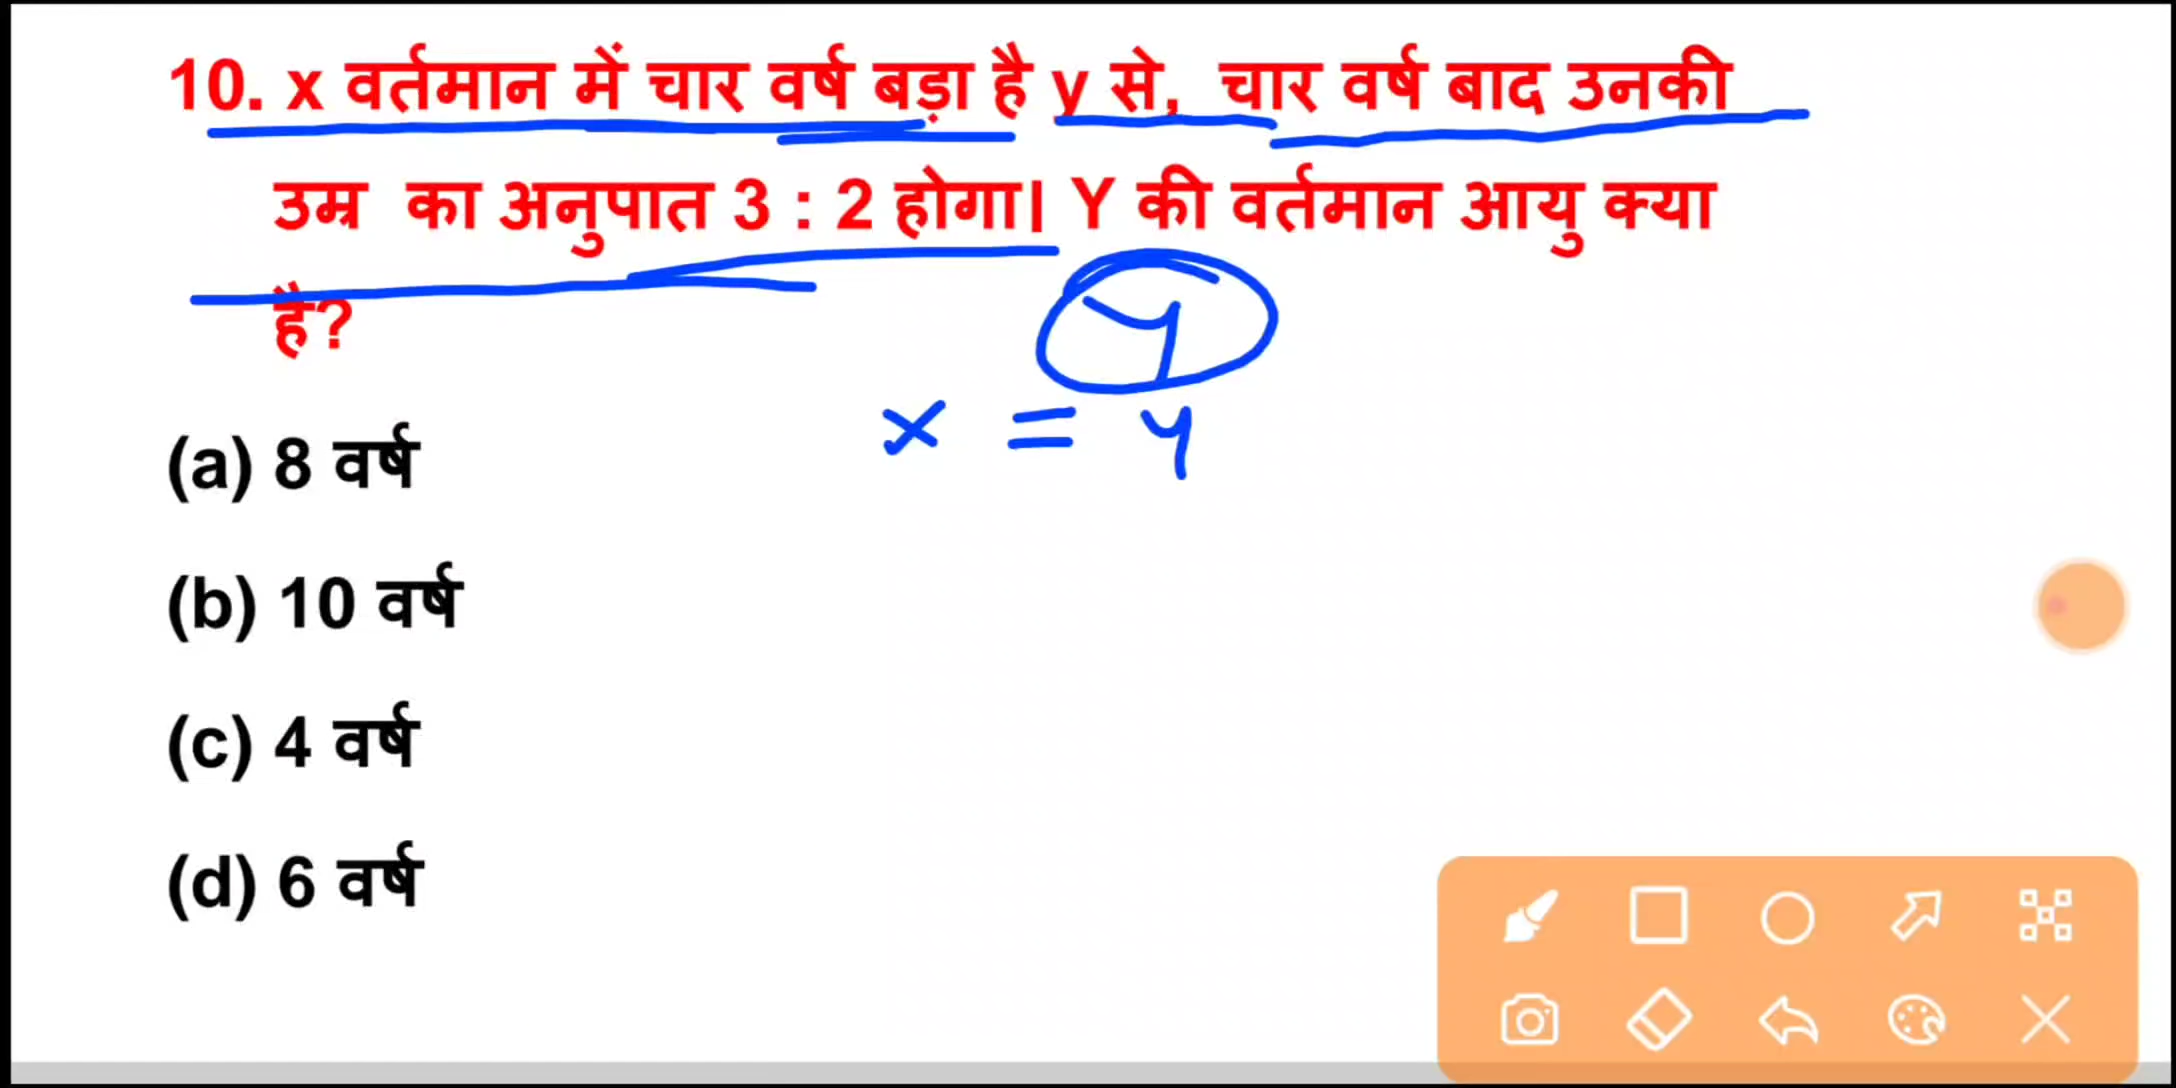 10. x वर्तमान में चार वर्ष बड़ा है y से, चार वर्ष बाद उनकी
उम्र का अनुपात 3 : 2 होगा। Y की वर्तमान आयु क्या
है?
y
x = y
(a) 8 वर्ष
(b) 10 वर्ष
(c) 4 वर्ष
(d) 6 वर्ष